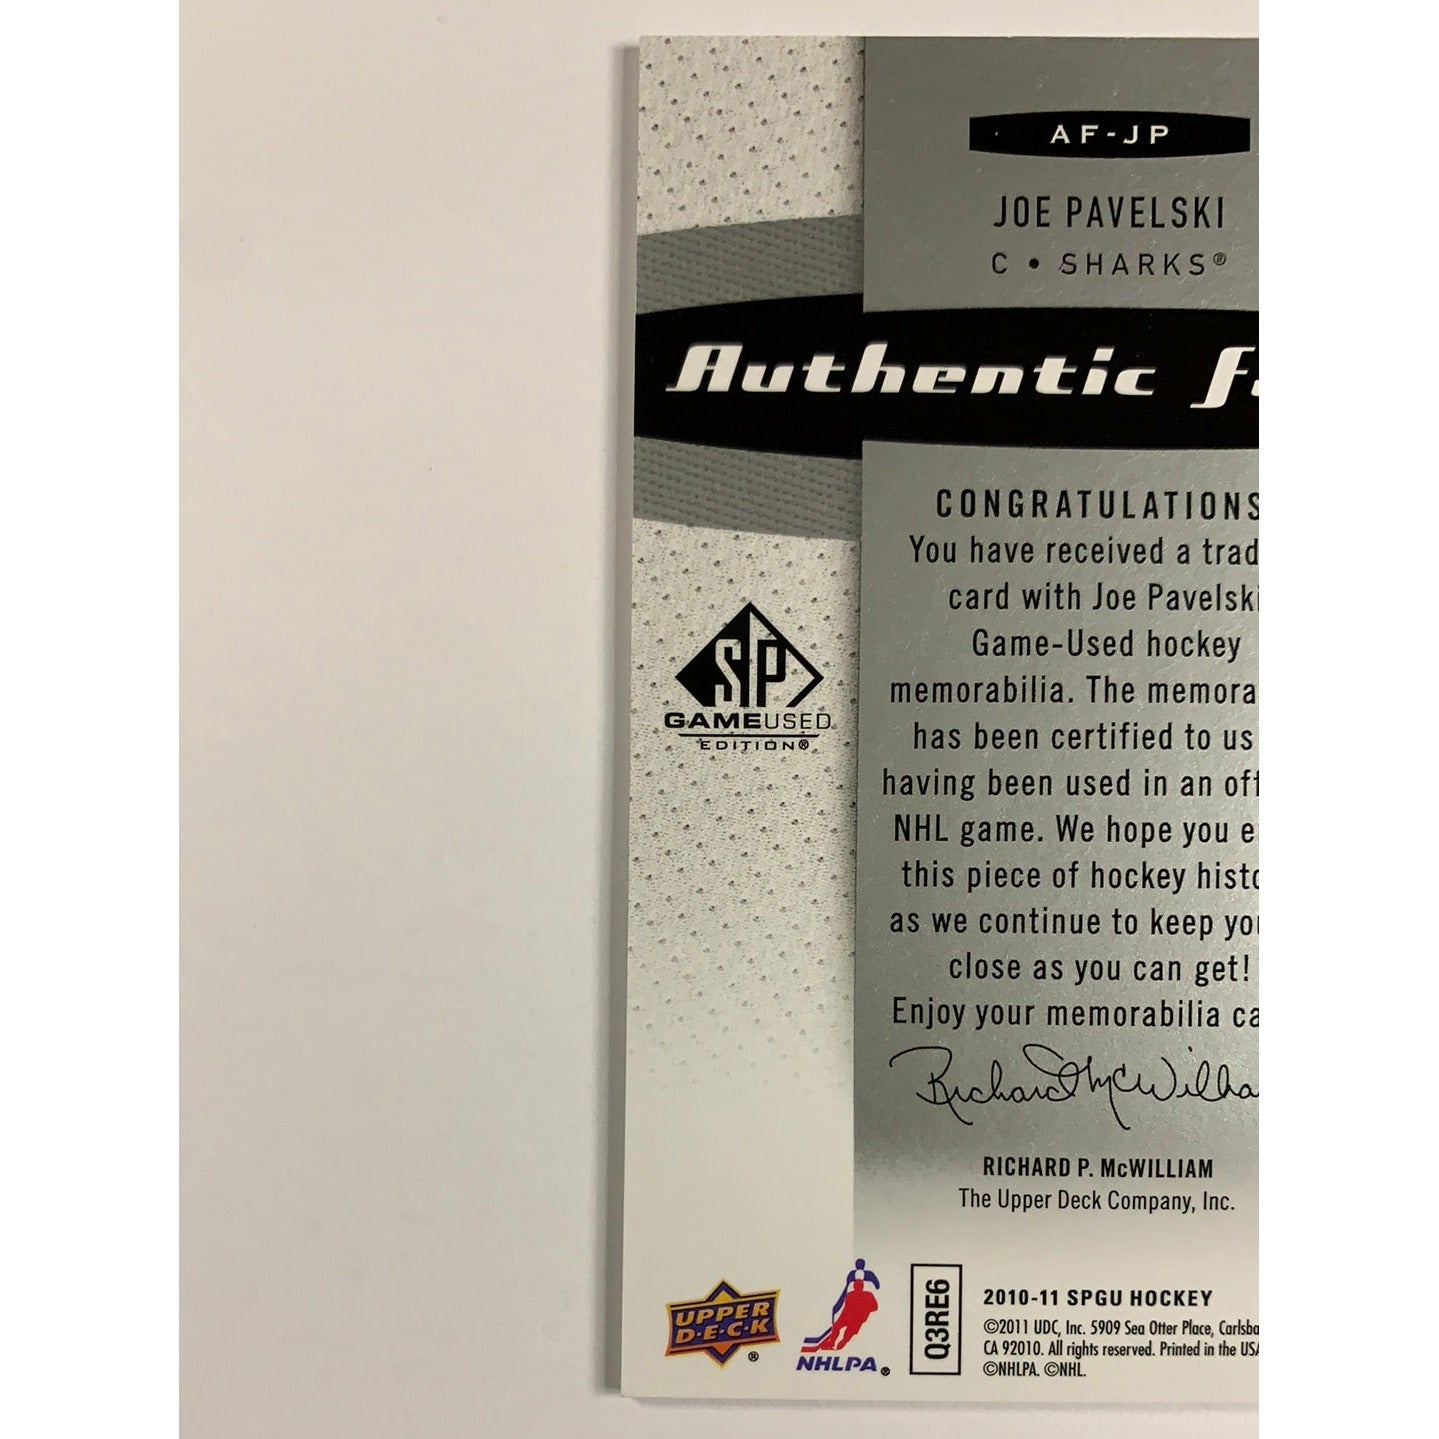 AF-JP
JOE PAVELSKI
C • SHARKS®
Authentic
CONGRATULATIONS
You have received a trad
card with Joe Pavelski
Game-Used hockey
memorabilia. The memora
has been certified to us
having been used in an off
NHL game. We hope you e
this piece of hockey histo
as we continue to keep you
close as you can get!
Enjoy your memorabilia ca
SP
GAMEUSED
EDITION®
Richard McWillia
RICHARD P. McWILLIAM
The Upper Deck Company, Inc.
UPPER
D·E·C·K
®
NHLPA®
Q3RE6
2010-11 SPGU HOCKEY
©2011 UDC, Inc. 5909 Sea Otter Place, Carlsba
CA 92010. All rights reserved. Printed in the USA
©NHLPA. ©NHL.